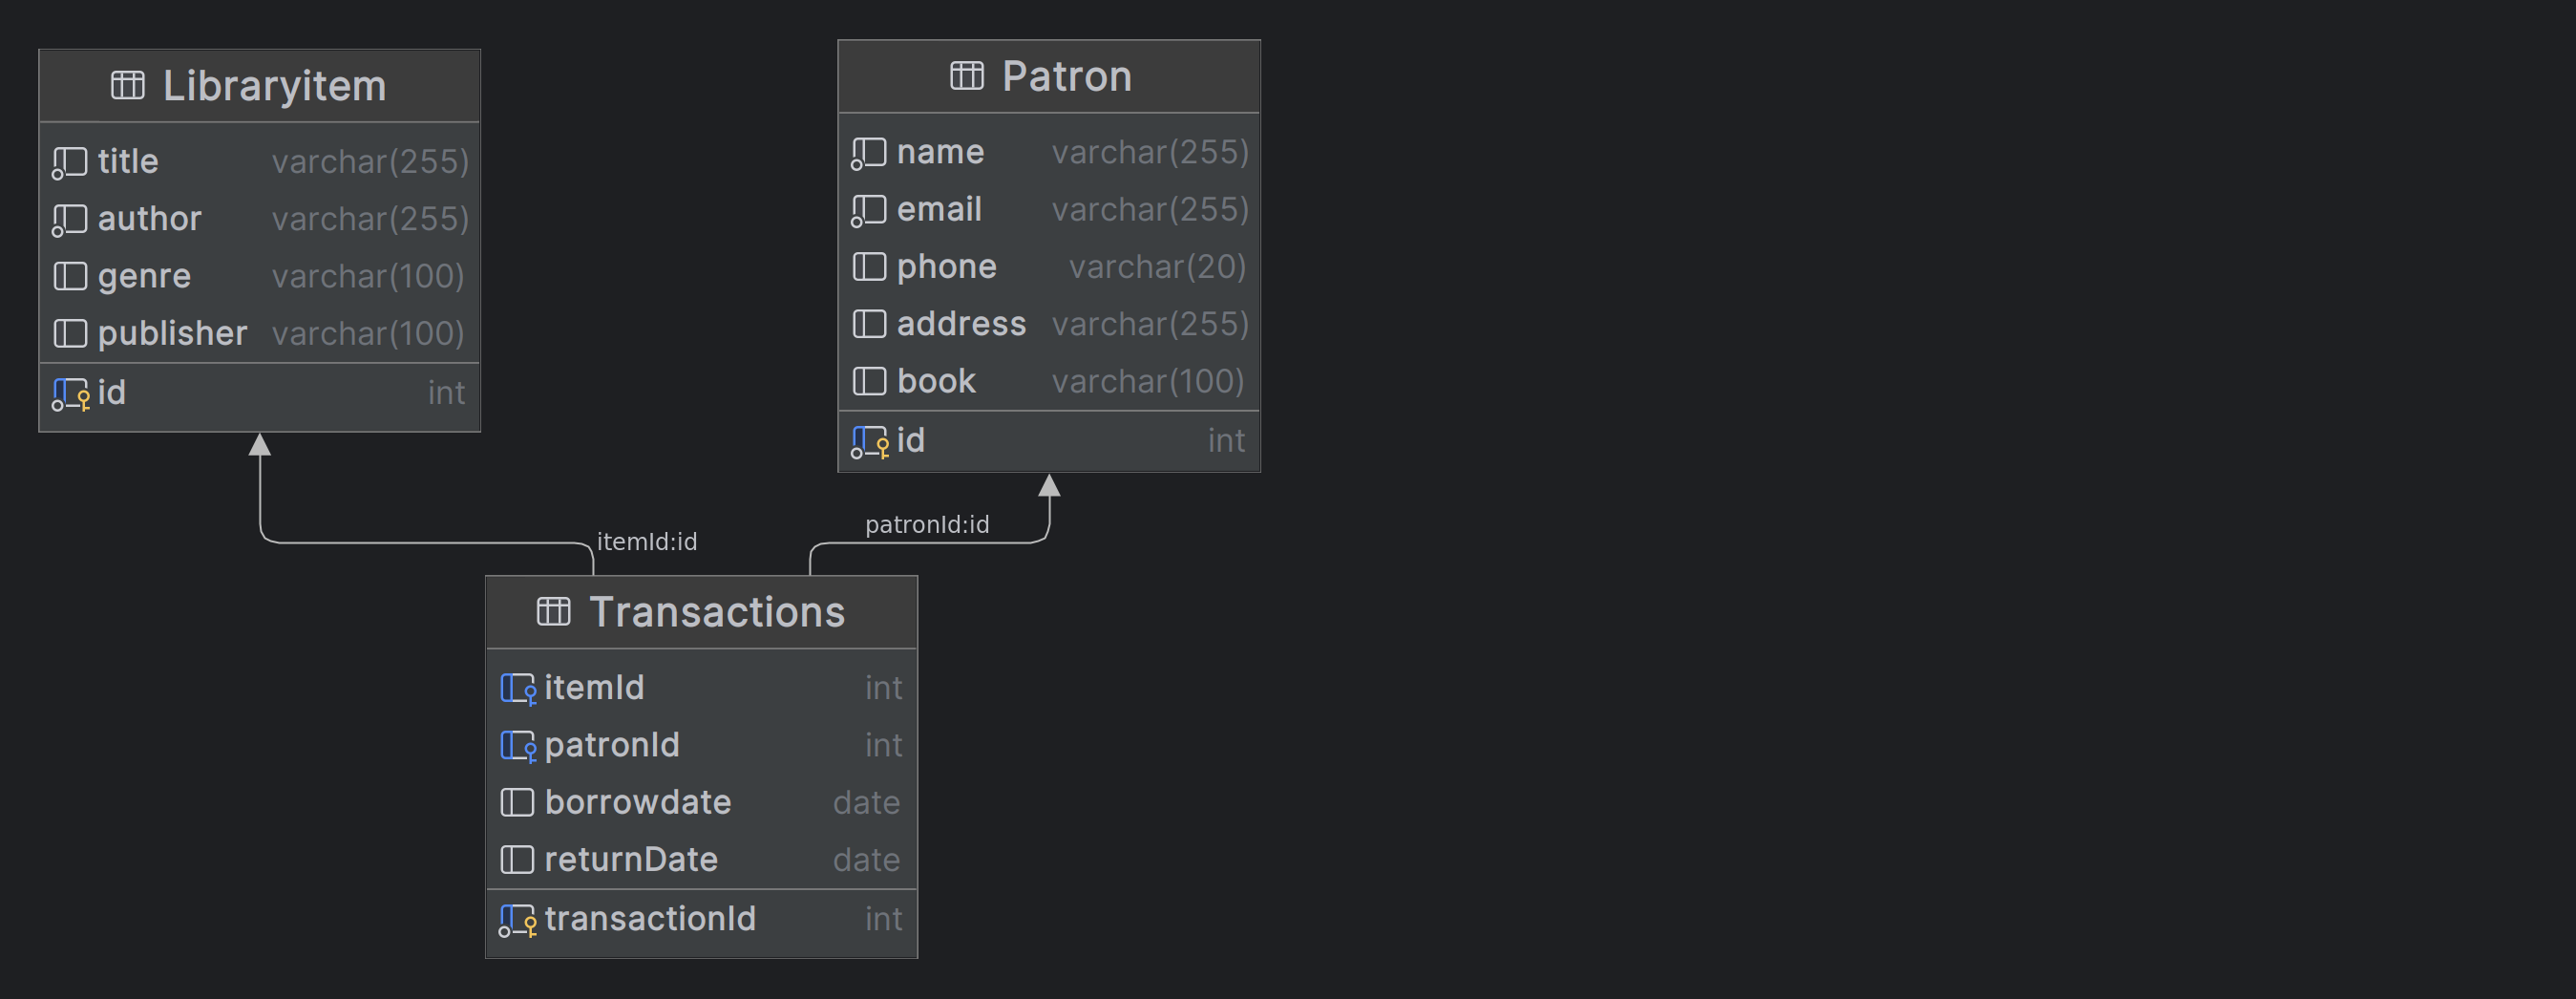 Libraryitem
title varchar(255)
author varchar(255)
genre varchar(100)
publisher varchar(100)
id int
Patron
name varchar(255)
email varchar(255)
phone varchar(20)
address varchar(255)
book varchar(100)
id int
itemId:id
patronId:id
Transactions
itemId int
patronId int
borrowdate date
returnDate date
transactionId int